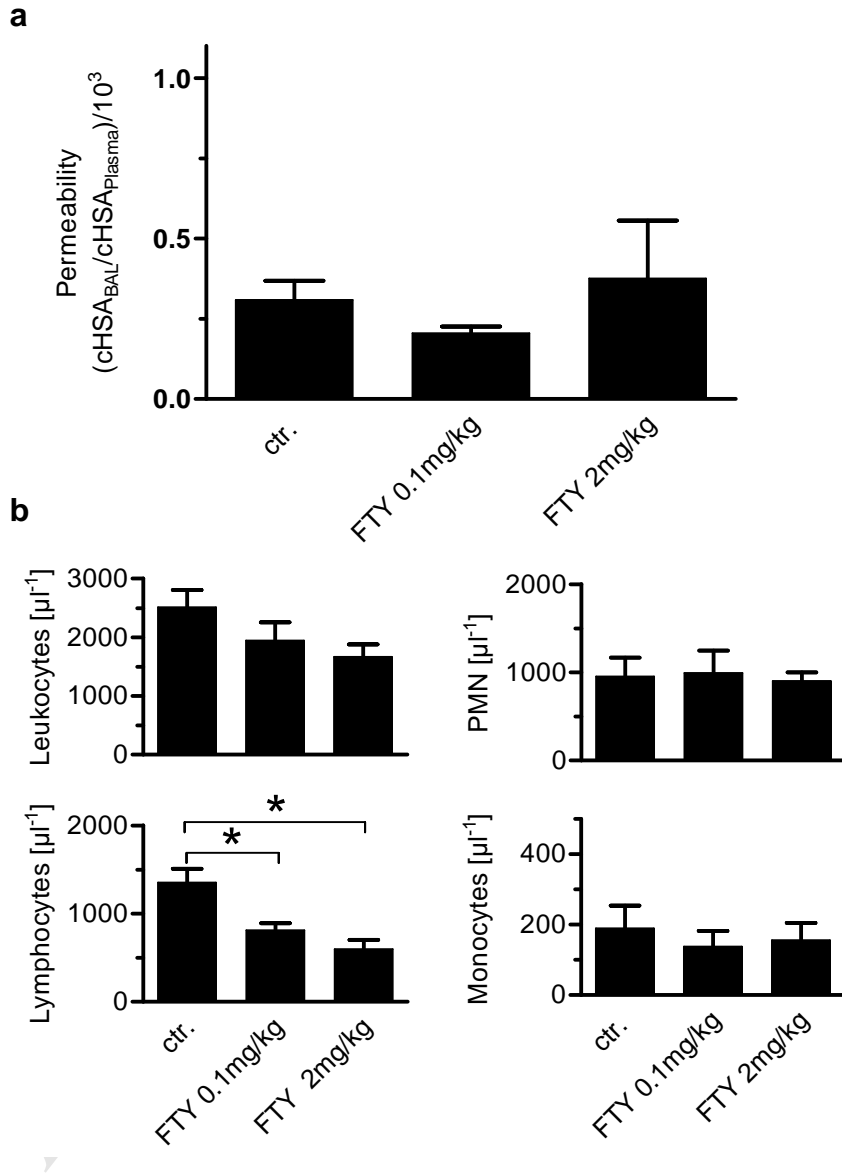 a
Permeability
(cHSA_BAL/cHSA_Plasma)/10³
1.0
0.5
0.0
ctr.
FTY 0.1mg/kg
FTY 2mg/kg
b
Leukocytes [µl⁻¹]
3000
2000
1000
0
PMN [µl⁻¹]
2000
1000
0
Lymphocytes [µl⁻¹]
2000
1000
0
*
*
ctr.
FTY 0.1mg/kg
FTY 2mg/kg
Monocytes [µl⁻¹]
400
200
0
ctr.
FTY 0.1mg/kg
FTY 2mg/kg